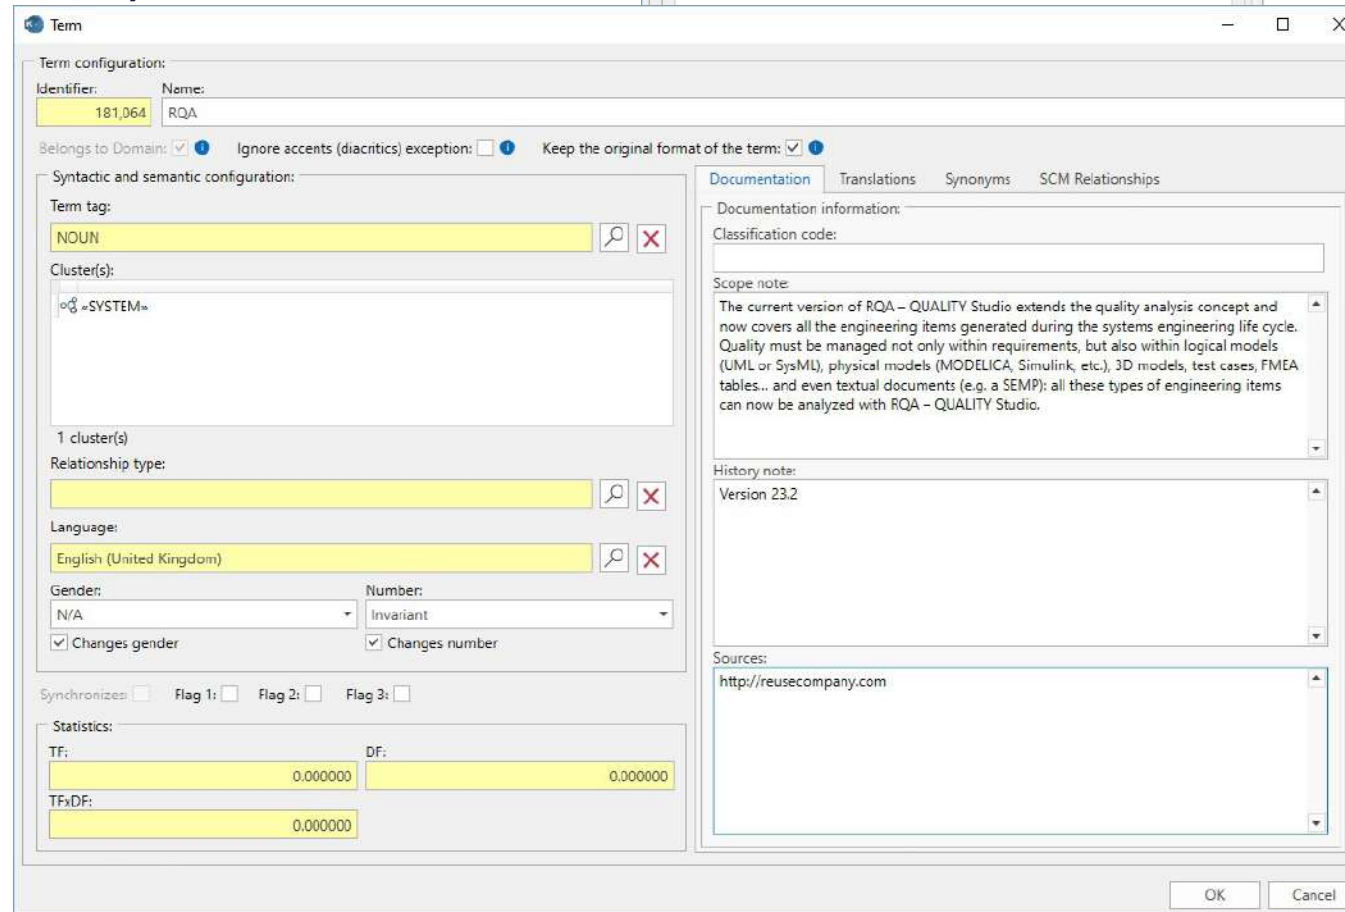 Term
Term configuration:
Identifier: Name:
181,064 RQA
Belongs to Domain: Ignore accents (diacritics) exception: Keep the original format of the term:
Syntactic and semantic configuration:
Term tag:
NOUN
Cluster(s):
«SYSTEM»
1 cluster(s)
Relationship type:
Language:
English (United Kingdom)
Gender: Number:
N/A Invariant
Changes gender Changes number
Synchronizes: Flag 1: Flag 2: Flag 3:
Statistics:
TF: DF:
0.000000 0.000000
TFxDF:
0.000000
Documentation Translations Synonyms SCM Relationships
Documentation information:
Classification code:
Scope note:
The current version of RQA – QUALITY Studio extends the quality analysis concept and
now covers all the engineering items generated during the systems engineering life cycle.
Quality must be managed not only within requirements, but also within logical models
(UML or SysML), physical models (MODELICA, Simulink, etc.), 3D models, test cases, FMEA
tables... and even textual documents (e.g. a SEMP): all these types of engineering items
can now be analyzed with RQA – QUALITY Studio.
History note:
Version 23.2
Sources:
http://reusecompany.com
OK Cancel